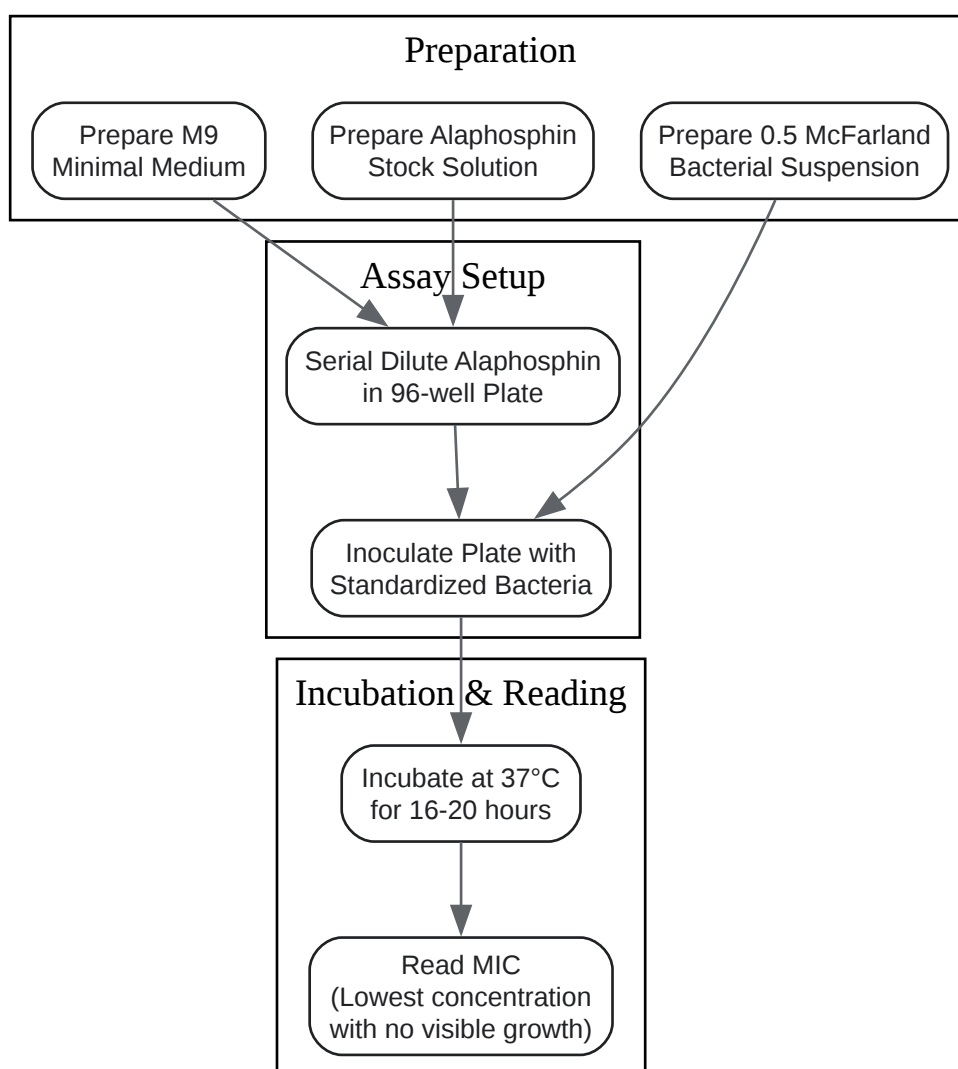 Preparation
Prepare M9
Minimal Medium
Prepare Alaphosphin
Stock Solution
Prepare 0.5 McFarland
Bacterial Suspension
Assay Setup
Serial Dilute Alaphosphin
in 96-well Plate
Inoculate Plate with
Standardized Bacteria
Incubation & Reading
Incubate at 37°C
for 16-20 hours
Read MIC
(Lowest concentration
with no visible growth)